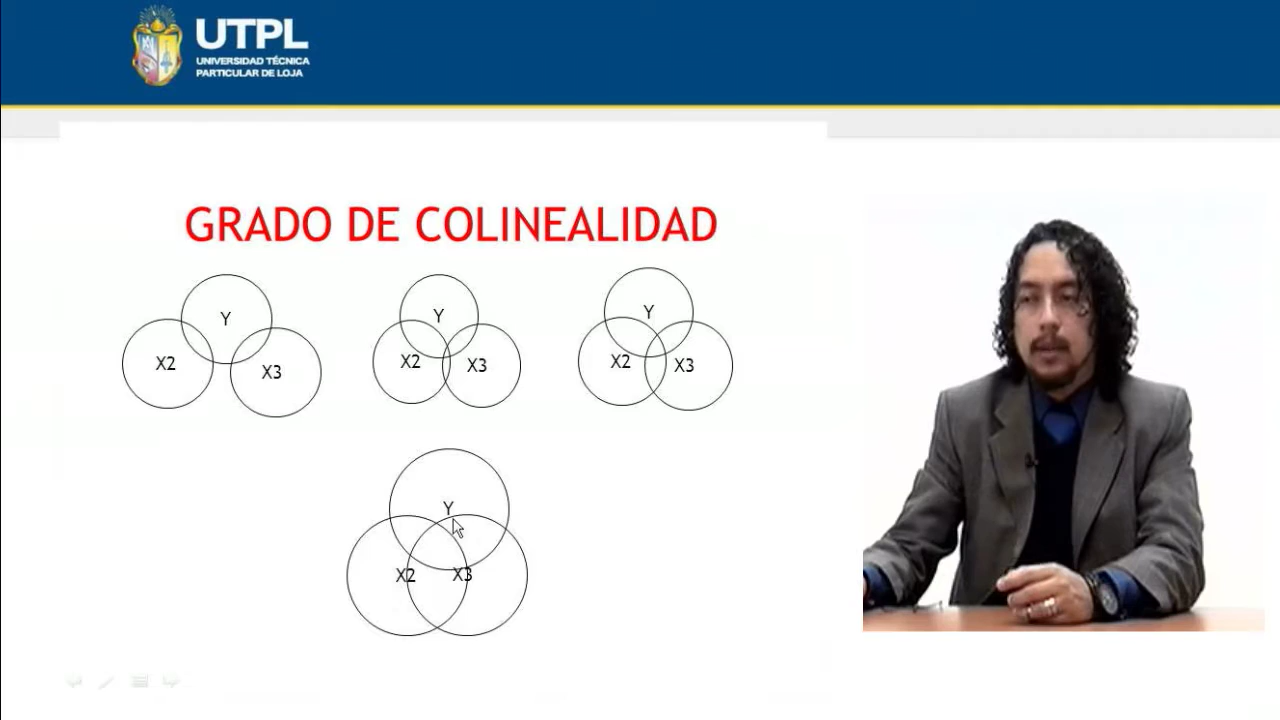 UTPL
UNIVERSIDAD TÉCNICA
PARTICULAR DE LOJA
GRADO DE COLINEALIDAD
Y
X2
X3
Y
X2
X3
Y
X2
X3
Y
X2
X3